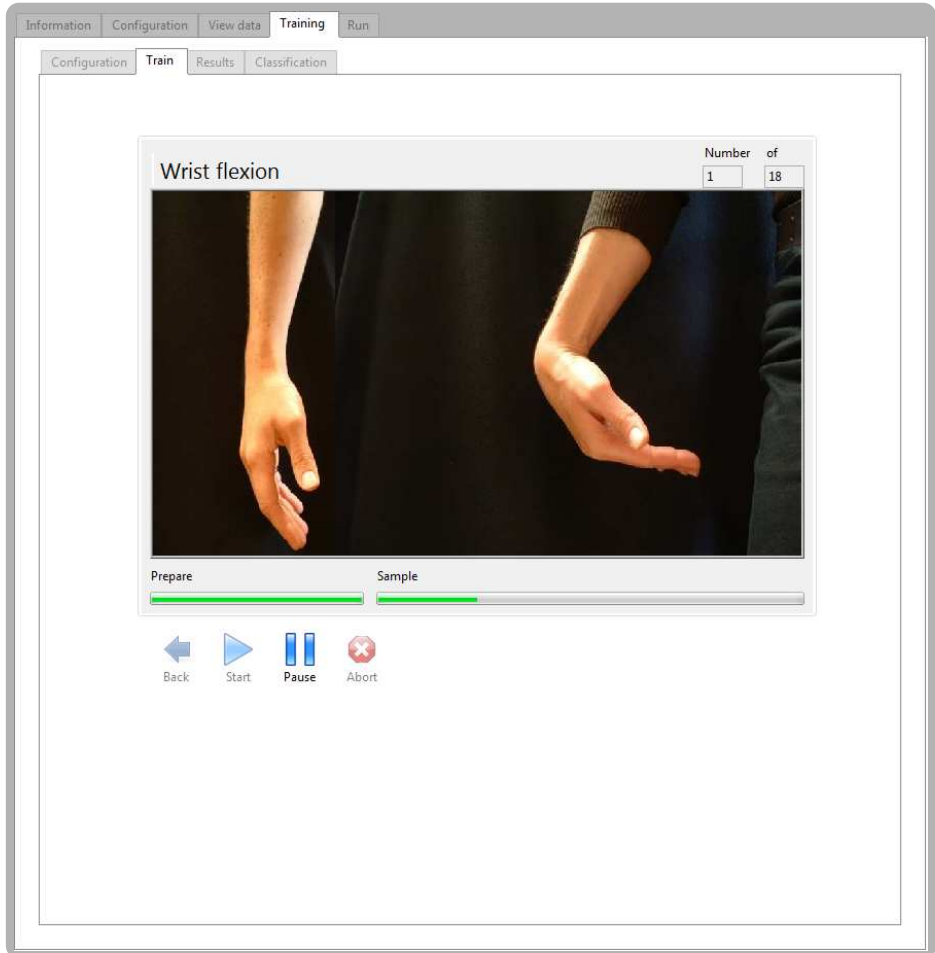 Information Configuration View data Training Run
Configuration Train Results Classification
Number of
Wrist flexion 1 18
Prepare Sample
Back Start Pause Abort